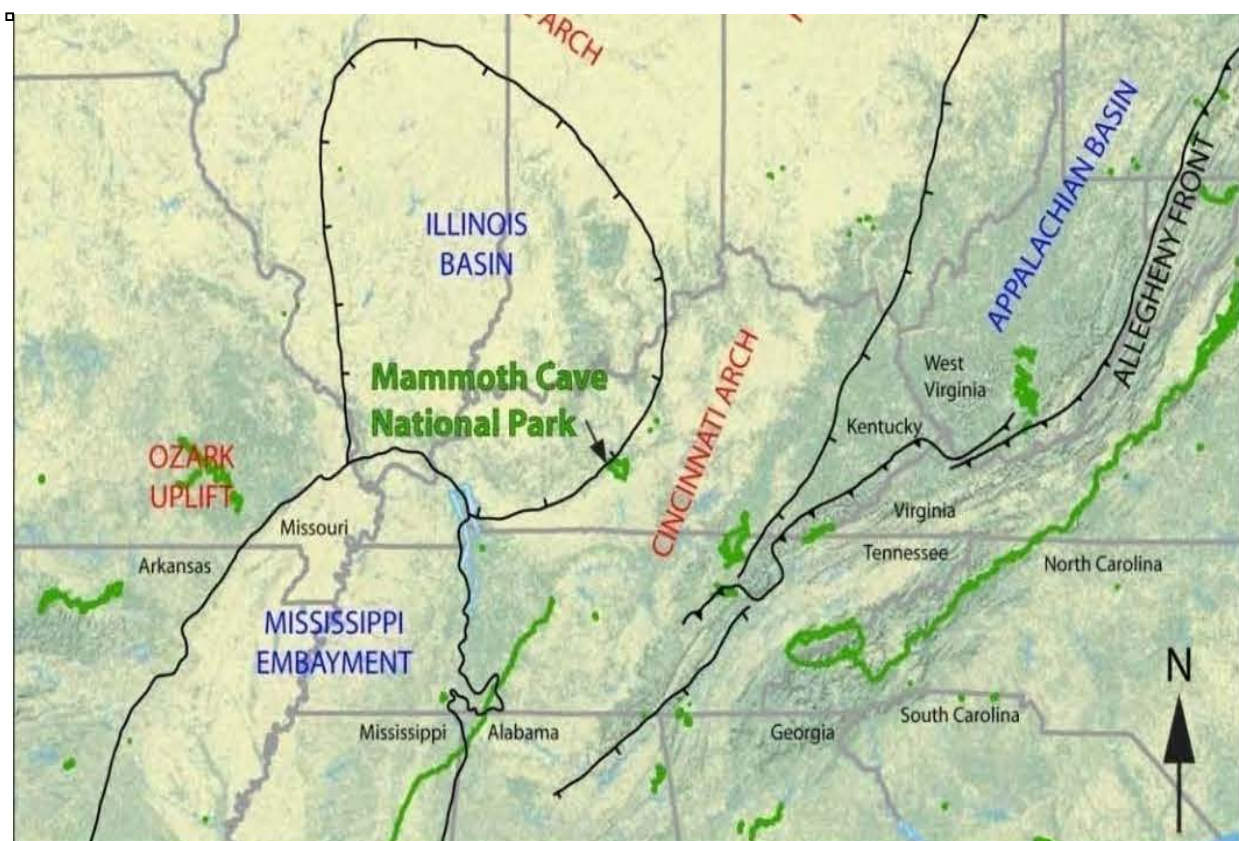 ARCH
ILLINOIS
BASIN
APPALACHIAN BASIN
ALLEGHENY FRONT
Mammoth Cave
National Park
CINCINNATI ARCH
West
Virginia
Kentucky
OZARK
UPLIFT
Missouri
Virginia
Arkansas
Tennessee
North Carolina
MISSISSIPPI
EMBAYMENT
N
Mississippi
Alabama
Georgia
South Carolina